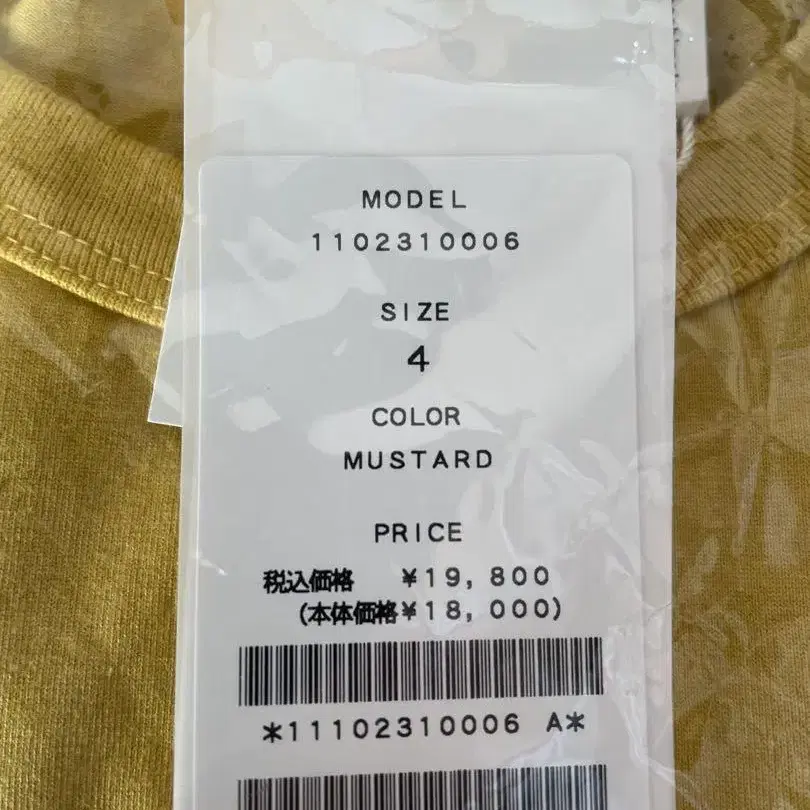 MODEL
1102310006
SIZE
4
COLOR
MUSTARD
PRICE
税込価格 ¥19,800
(本体価格¥18,000)
*11102310006 A*